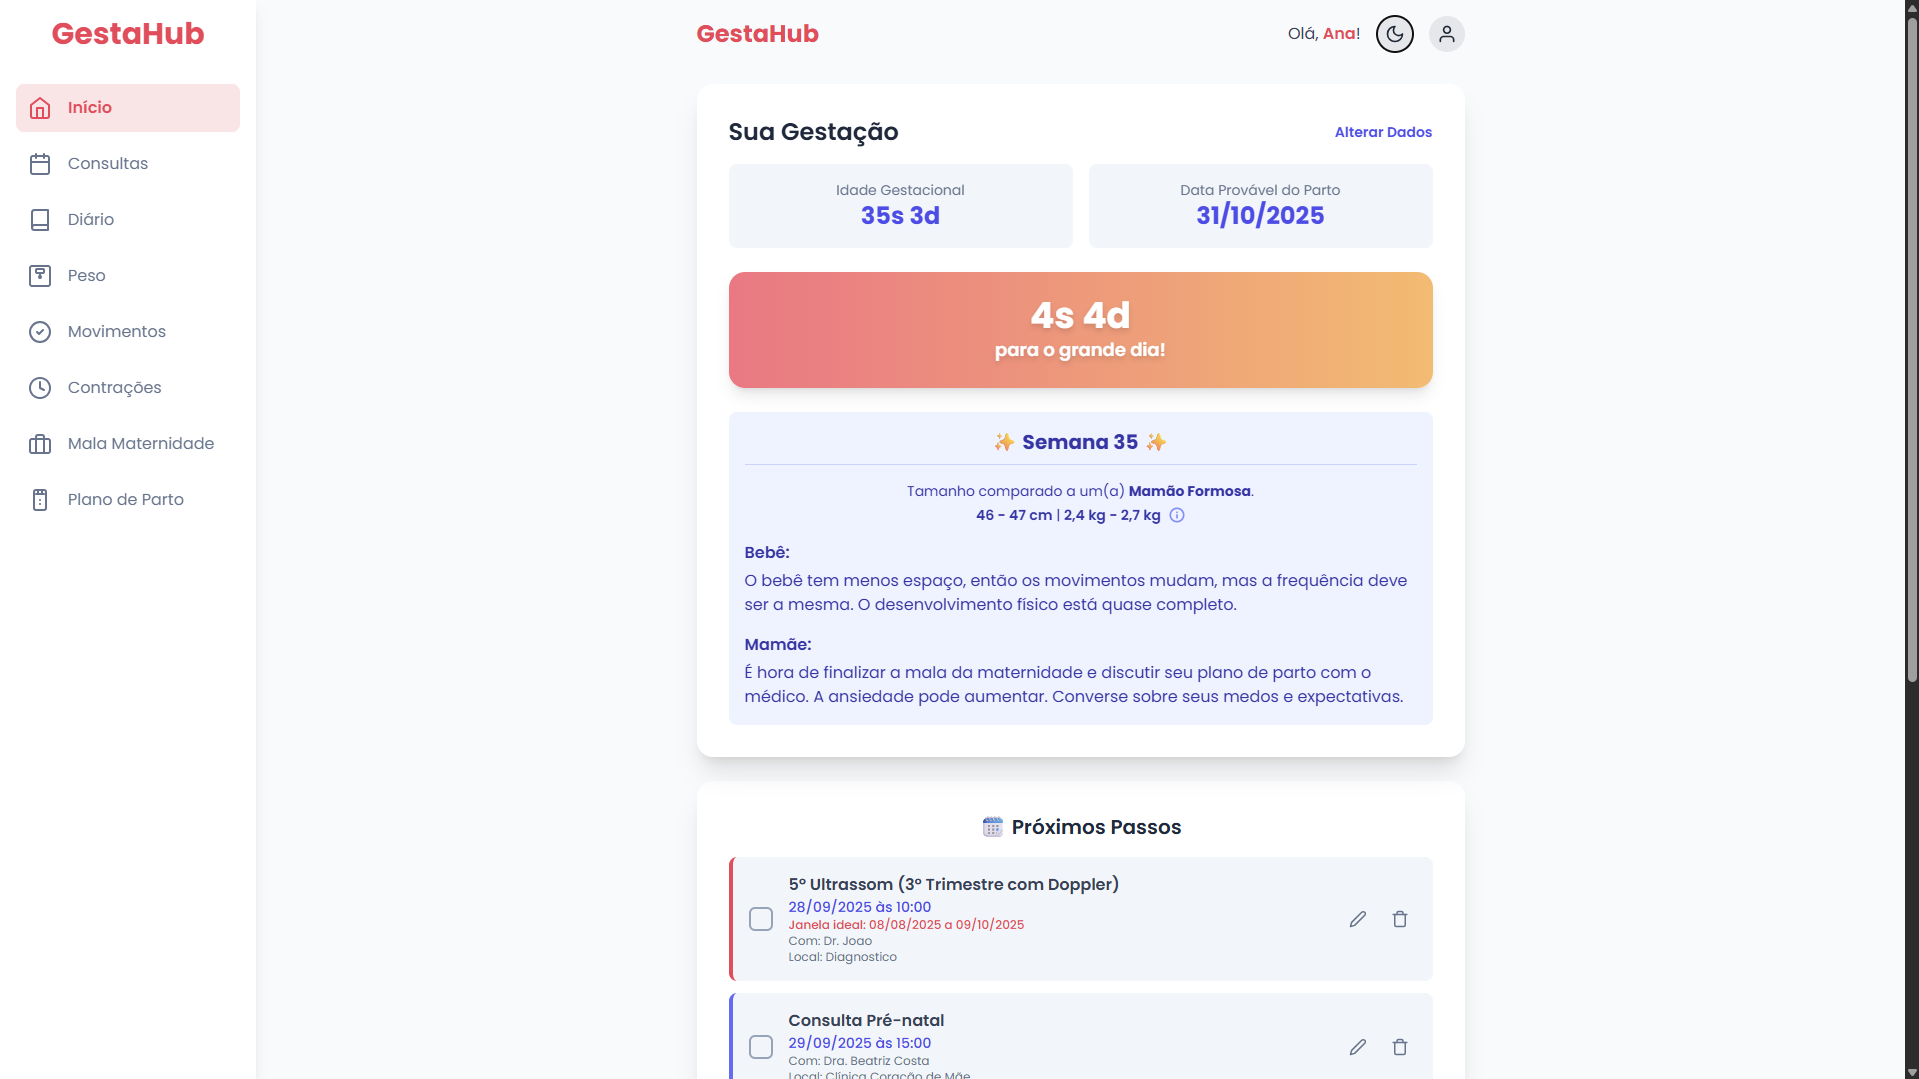 GestaHub
Início
Consultas
Diário
Peso
Movimentos
Contrações
Mala Maternidade
Plano de Parto
GestaHub
Olá, Ana!
Sua Gestação
Alterar Dados
Idade Gestacional
35s 3d
Data Provável do Parto
31/10/2025
4s 4d
para o grande dia!
✨ Semana 35 ✨
Tamanho comparado a um(a) Mamão Formosa.
46 - 47 cm | 2,4 kg - 2,7 kg
Bebê:
O bebê tem menos espaço, então os movimentos mudam, mas a frequência deve
ser a mesma. O desenvolvimento físico está quase completo.
Mamãe:
É hora de finalizar a mala da maternidade e discutir seu plano de parto com o
médico. A ansiedade pode aumentar. Converse sobre seus medos e expectativas.
Próximos Passos
5º Ultrassom (3º Trimestre com Doppler)
28/09/2025 às 10:00
Janela ideal: 08/08/2025 a 09/10/2025
Com: Dr. Joao
Local: Diagnostico
Consulta Pré-natal
29/09/2025 às 15:00
Com: Dra. Beatriz Costa
Local: Clínica Coração de Mãe